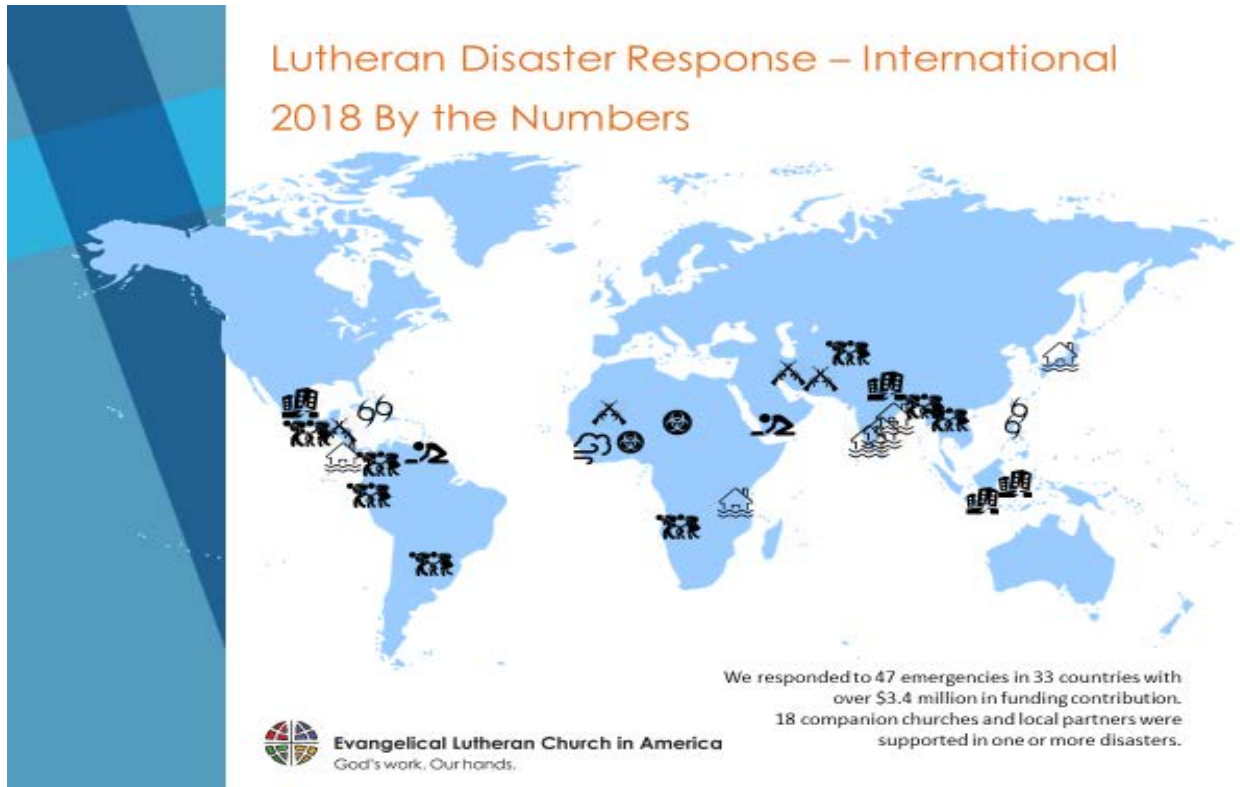 Lutheran Disaster Response – International
2018 By the Numbers
We responded to 47 emergencies in 33 countries with
over $3.4 million in funding contribution.
18 companion churches and local partners were
supported in one or more disasters.
Evangelical Lutheran Church in America
God's work. Our hands.